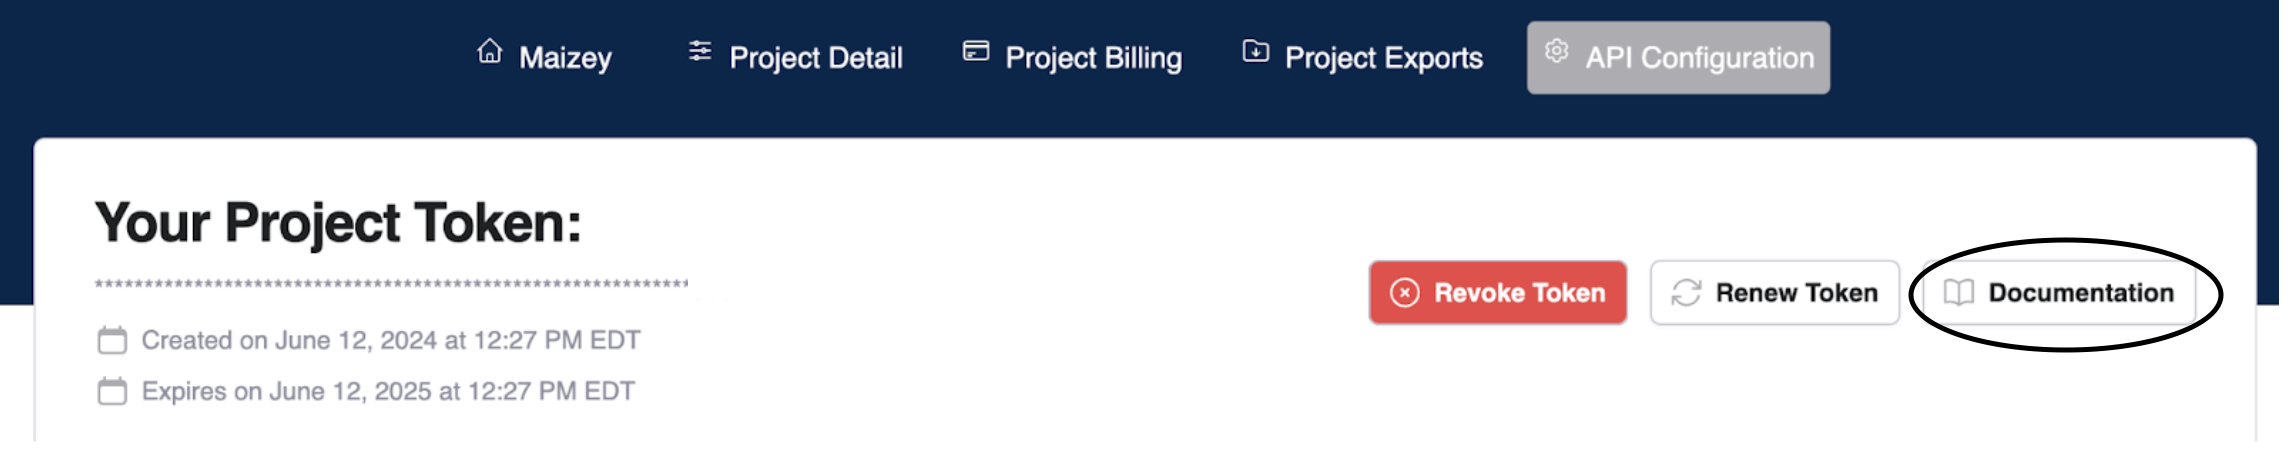 Maizey Project Detail Project Billing Project Exports API Configuration
Your Project Token:
***********************************************************
Revoke Token Renew Token Documentation
Created on June 12, 2024 at 12:27 PM EDT
Expires on June 12, 2025 at 12:27 PM EDT